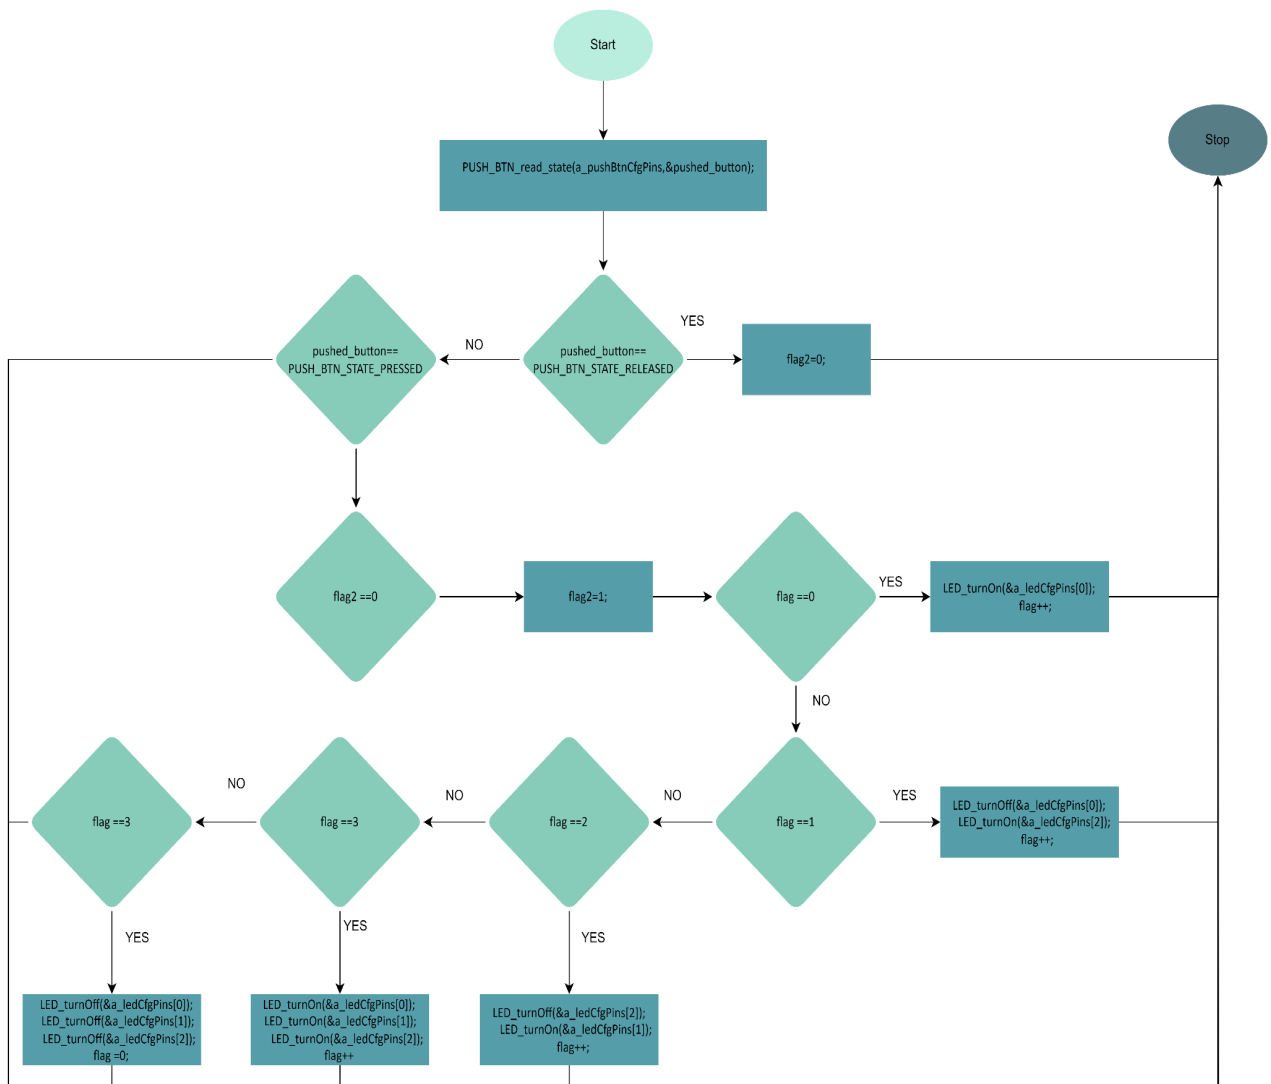 Start
Stop
PUSH_BTN_read_state(a_pushBtnCfgPins,&pushed_button);
pushed_button==
PUSH_BTN_STATE_PRESSED
NO
pushed_button==
PUSH_BTN_STATE_RELEASED
YES
flag2=0;
flag2 ==0
flag2=1;
flag ==0
YES
LED_turnOn(&a_ledCfgPins[0]);
flag++;
NO
flag ==3
NO
flag ==3
NO
flag ==2
NO
flag ==1
YES
LED_turnOff(&a_ledCfgPins[0]);
LED_turnOn(&a_ledCfgPins[2]);
flag++;
YES
YES
YES
LED_turnOff(&a_ledCfgPins[0]);
LED_turnOff(&a_ledCfgPins[1]);
LED_turnOff(&a_ledCfgPins[2]);
flag =0;
LED_turnOn(&a_ledCfgPins[0]);
LED_turnOn(&a_ledCfgPins[1]);
LED_turnOn(&a_ledCfgPins[2]);
flag++
LED_turnOff(&a_ledCfgPins[2]);
LED_turnOn(&a_ledCfgPins[1]);
flag++;